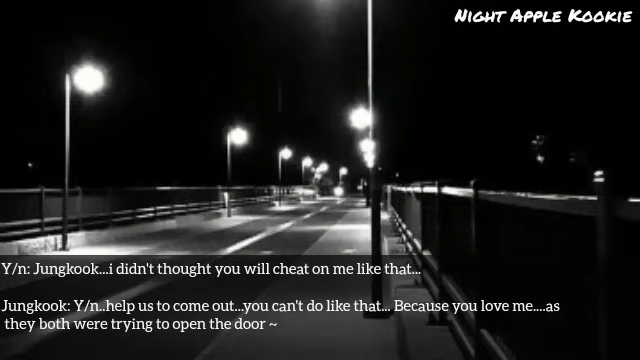 Night Apple Kookie
Y/n: Jungkook...i didn't thought you will cheat on me like that...
Jungkook: Y/n..help us to come out...you can't do like that... Because you love me....as
they both were trying to open the door ~